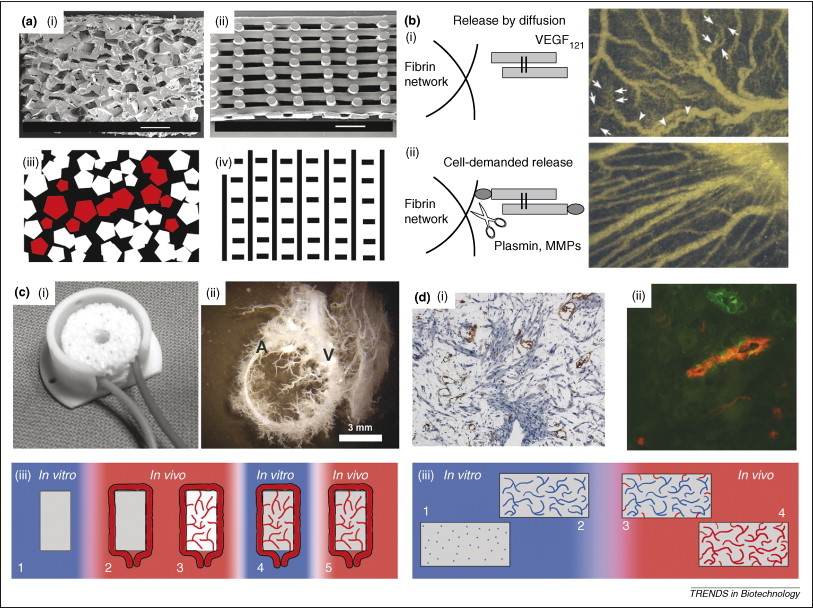 (a) (i)
(ii)
(iii)
(iv)
(b)
Release by diffusion
(i)
VEGF121
Fibrin
network
(ii)
Cell-demanded release
Fibrin
network
Plasmin, MMPs
(c) (i)
(ii)
A
V
3 mm
(iii) In vitro
In vivo
In vitro
In vivo
1
2
3
4
5
(d) (i)
(ii)
(iii) In vitro
In vivo
1
2
3
4
TRENDS in Biotechnology